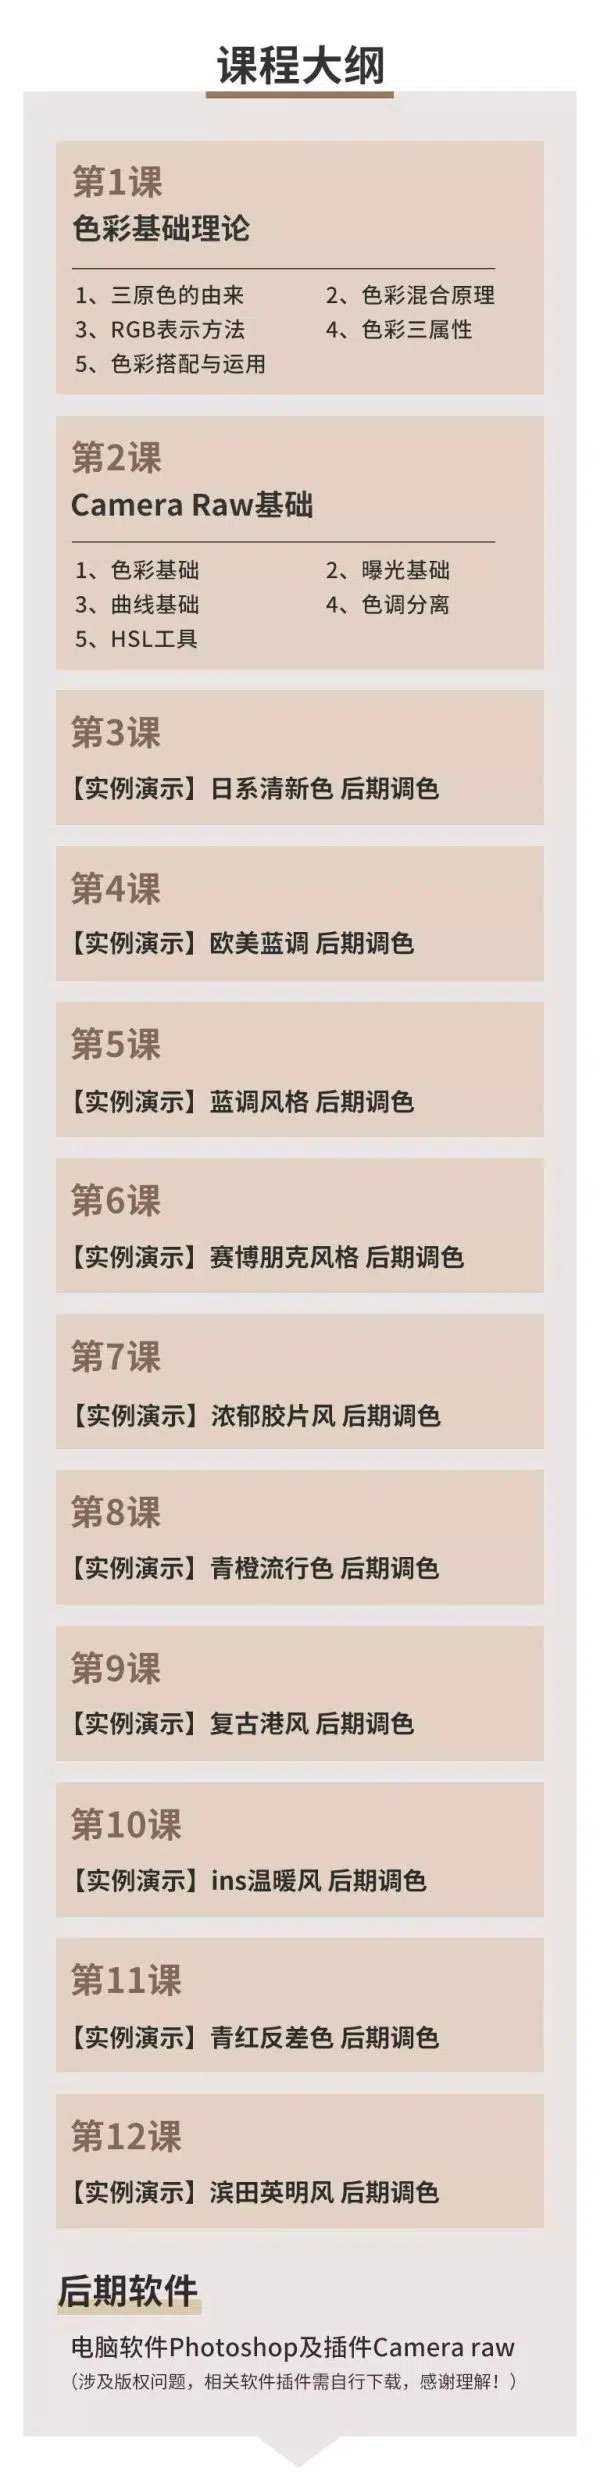 课程大纲
第1课
色彩基础理论
1、三原色的由来 2、色彩混合原理
3、RGB表示方法 4、色彩三属性
5、色彩搭配与运用
第2课
Camera Raw基础
1、色彩基础 2、曝光基础
3、曲线基础 4、色调分离
5、HSL工具
第3课
【实例演示】日系清新色 后期调色
第4课
【实例演示】欧美蓝调 后期调色
第5课
【实例演示】蓝调风格 后期调色
第6课
【实例演示】赛博朋克风格 后期调色
第7课
【实例演示】浓郁胶片风 后期调色
第8课
【实例演示】青橙流行色 后期调色
第9课
【实例演示】复古港风 后期调色
第10课
【实例演示】ins温暖风 后期调色
第11课
【实例演示】青红反差色 后期调色
第12课
【实例演示】滨田英明风 后期调色
后期软件
电脑软件Photoshop及插件Camera raw
（涉及版权问题，相关软件插件需自行下载，感谢理解！）